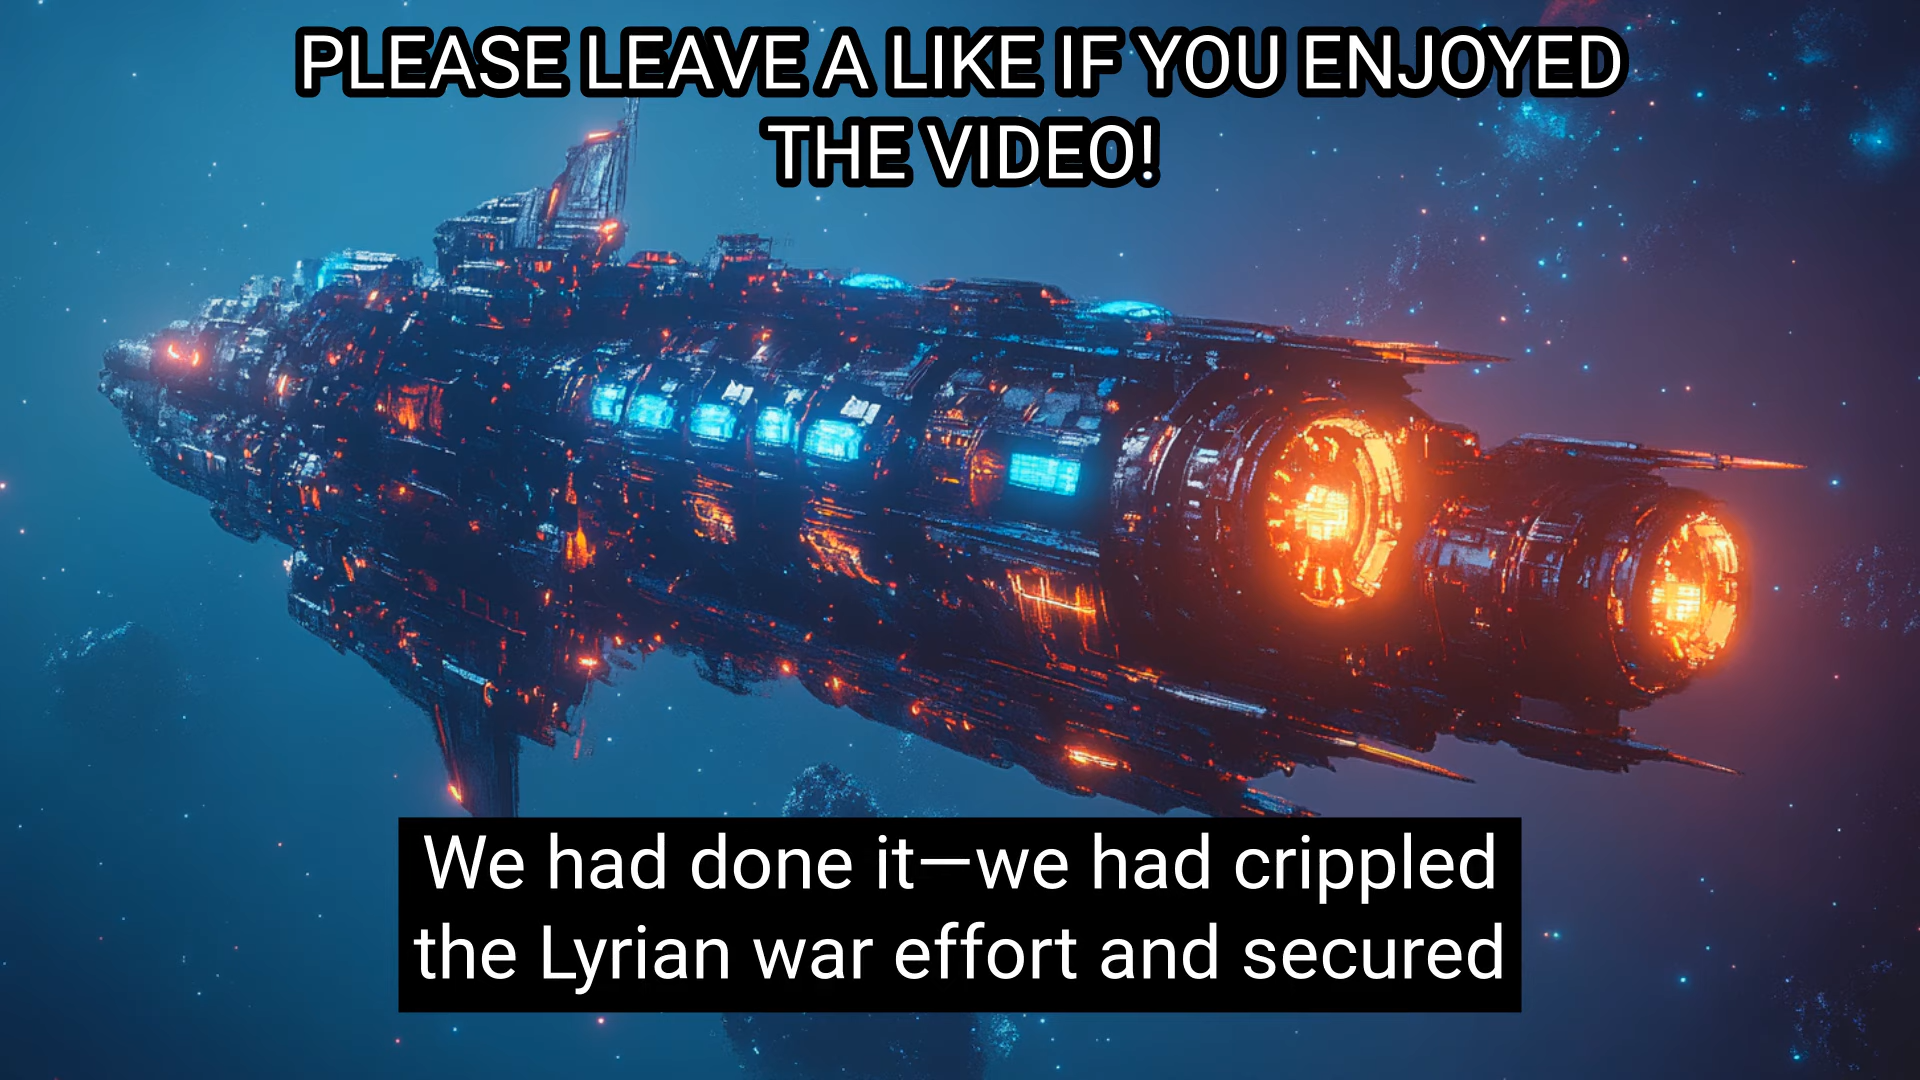 PLEASE LEAVE A LIKE IF YOU ENJOYED
THE VIDEO!
We had done it—we had crippled
the Lyrian war effort and secured